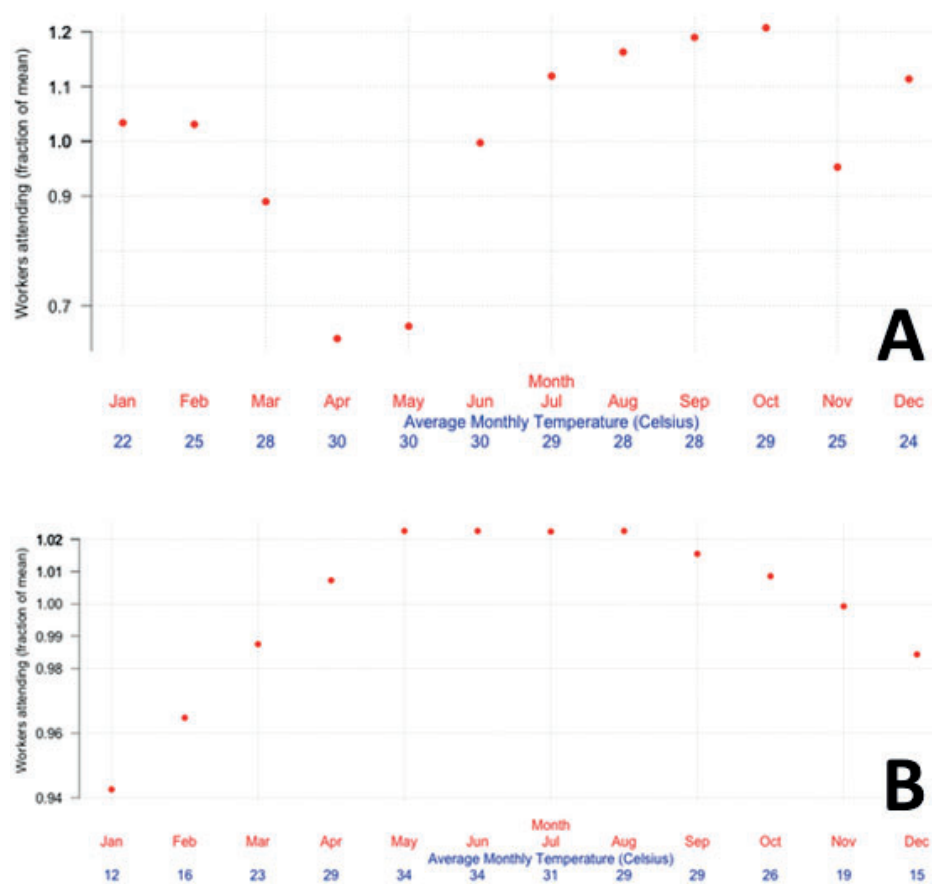 Workers attending (fraction of mean)
1.2
1.1
1.0
0.9
0.7
A
Month
Jan Feb Mar Apr May Jun Jul Aug Sep Oct Nov Dec
Average Monthly Temperature (Celsius)
22 25 28 30 30 30 29 28 28 29 25 24
Workers attending (fraction of mean)
1.02
1.01
1.00
0.99
0.98
0.96
0.94
B
Month
Jan Feb Mar Apr May Jun Jul Aug Sep Oct Nov Dec
Average Monthly Temperature (Celsius)
12 16 23 29 34 34 31 29 29 26 19 15